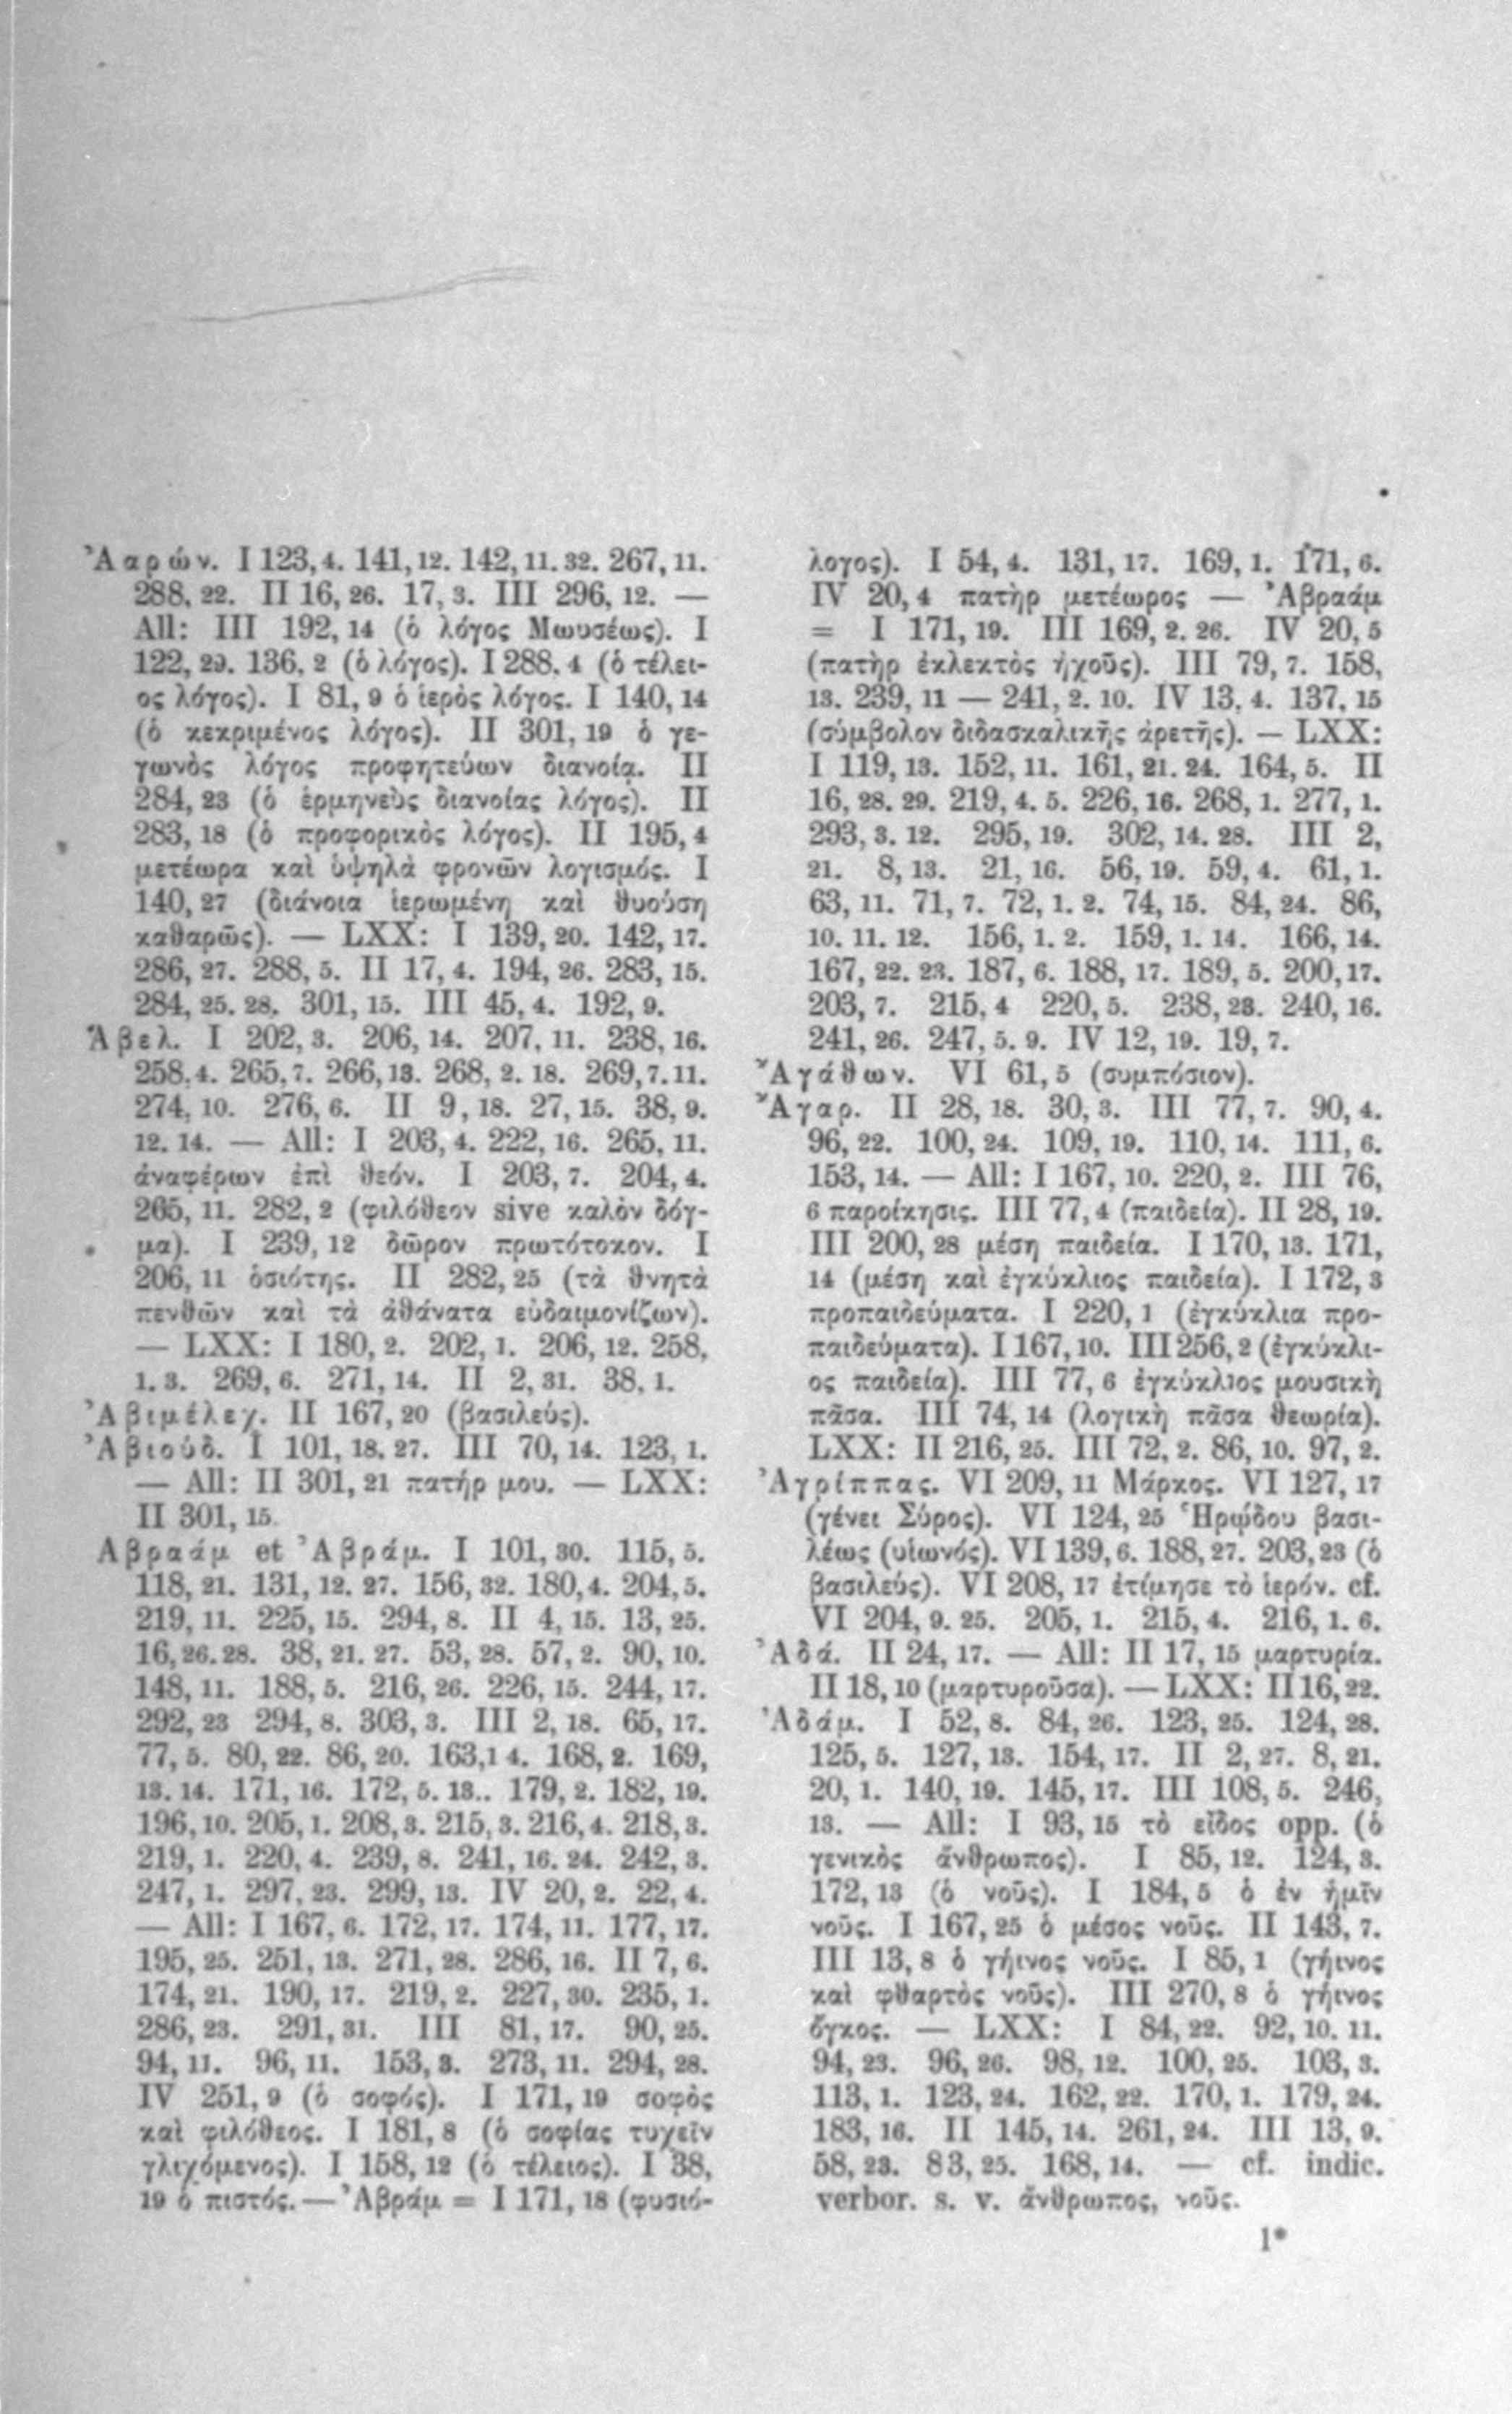 Ἀαρών. I 123, 4. 141, 12. 142, 11. 32. 267, 11.
288, 22. II 16, 26. 17, 3. III 296, 12. —
All: III 192, 14 (ὁ λόγος Μωυσέως). I
122, 29. 136, 2 (ὁ λόγος). I 288, 4 (ὁ τέλει-
ος λόγος). I 81, 9 ὁ ἱερὸς λόγος. I 140, 14
(ὁ κεκριμένος λόγος). II 301, 19 ὁ γε-
γωνὸς λόγος προφητεύων διανοίᾳ. II
284, 23 (ὁ ἑρμηνεὺς διανοίας λόγος). II
283, 18 (ὁ προφορικὸς λόγος). II 195, 4
μετέωρα καὶ ὑψηλὰ φρονῶν λογισμός. I
140, 27 (διάνοια ἱερωμένη καὶ θυούση
καθαρῶς). — LXX: I 139, 20. 142, 17.
286, 27. 288, 5. II 17, 4. 194, 26. 283, 15.
284, 25. 28. 301, 15. III 45, 4. 192, 9.
Ἄβελ. I 202, 3. 206, 14. 207, 11. 238, 16.
258, 4. 265, 7. 266, 13. 268, 2. 18. 269, 7. 11.
274, 10. 276, 6. II 9, 18. 27, 15. 38, 9.
12. 14. — All: I 203, 4. 222, 16. 265, 11.
ἀναφέρων ἐπὶ θεόν. I 203, 7. 204, 4.
265, 11. 282, 2 (φιλόθεον sive καλὸν δόγ-
μα). I 239, 12 δῶρον πρωτότοκον. I
206, 11 ὁσιότης. II 282, 25 (τὰ θνητὰ
πενθῶν καὶ τὰ ἀθάνατα εὐδαιμονίζων).
— LXX: I 180, 2. 202, 1. 206, 12. 258,
1. 3. 269, 6. 271, 14. II 2, 31. 38, 1.
Ἀβιμέλεχ. II 167, 20 (βασιλεύς).
Ἀβιούδ. I 101, 18. 27. III 70, 14. 123, 1.
— All: II 301, 21 πατήρ μου. — LXX:
II 301, 15.
Αβραάμ et Ἀβράμ. I 101, 30. 115, 5.
118, 21. 131, 12. 27. 156, 32. 180, 4. 204, 5.
219, 11. 225, 15. 294, 8. II 4, 15. 13, 25.
16, 26. 28. 38, 21. 27. 53, 28. 57, 2. 90, 10.
148, 11. 188, 5. 216, 26. 226, 15. 244, 17.
292, 23 294, 8. 303, 3. III 2, 18. 65, 17.
77, 5. 80, 22. 86, 20. 163,1 4. 168, 2. 169,
13. 14. 171, 16. 172, 5. 13.. 179, 2. 182, 19.
196, 10. 205, 1. 208, 3. 215, 3. 216, 4. 218, 3.
219, 1. 220, 4. 239, 8. 241, 16. 24. 242, 3.
247, 1. 297, 23. 299, 13. IV 20, 2. 22, 4.
— All: I 167, 6. 172, 17. 174, 11. 177, 17.
195, 25. 251, 13. 271, 28. 286, 16. II 7, 6.
174, 21. 190, 17. 219, 2. 227, 30. 235, 1.
286, 23. 291, 31. III 81, 17. 90, 25.
94, 11. 96, 11. 153, 3. 273, 11. 294, 28.
IV 251, 9 (ὁ σοφός). I 171, 19 σοφὸς
καὶ φιλόθεος. I 181, 8 (ὁ σοφίας τυχεῖν
γλιχόμενος). I 158, 12 (ὁ τέλειος). I 38,
19 ὁ πιστός. — Ἀβράμ = I 171, 18 (φυσιό-
λογος). I 54, 4. 131, 17. 169, 1. 171, 6.
IV 20, 4 πατὴρ μετέωρος — Ἀβραάμ
= I 171, 19. III 169, 2. 26. IV 20, 5
(πατὴρ ἐκλεκτὸς ἠχοῦς). III 79, 7. 158,
13. 239, 11 — 241, 2. 10. IV 13, 4. 137, 15
(σύμβολον διδασκαλικῆς ἀρετῆς). — LXX:
I 119, 13. 152, 11. 161, 21. 24. 164, 5. II
16, 28. 29. 219, 4. 5. 226, 16. 268, 1. 277, 1.
293, 3. 12. 295, 19. 302, 14. 28. III 2,
21. 8, 13. 21, 16. 56, 19. 59, 4. 61, 1.
63, 11. 71, 7. 72, 1. 2. 74, 15. 84, 24. 86,
10. 11. 12. 156, 1. 2. 159, 1. 14. 166, 14.
167, 22. 23. 187, 6. 188, 17. 189, 5. 200, 17.
203, 7. 215, 4 220, 5. 238, 23. 240, 16.
241, 26. 247, 5. 9. IV 12, 19. 19, 7.
Ἀγάθων. VI 61, 5 (συμπόσιον).
Ἄγαρ. II 28, 18. 30, 3. III 77, 7. 90, 4.
96, 22. 100, 24. 109, 19. 110, 14. 111, 6.
153, 14. — All: I 167, 10. 220, 2. III 76,
6 παροίκησις. III 77, 4 (παιδεία). II 28, 19.
III 200, 28 μέση παιδεία. I 170, 13. 171,
14 (μέση καὶ ἐγκύκλιος παιδεία). I 172, 3
προπαιδεύματα. I 220, 1 (ἐγκύκλια προ-
παιδεύματα). I 167, 10. III 256, 2 (ἐγκύκλι-
ος παιδεία). III 77, 6 ἐγκύκλιος μουσικὴ
πᾶσα. III 74, 14 (λογικὴ πᾶσα θεωρία).
LXX: II 216, 25. III 72, 2. 86, 10. 97, 2.
Ἀγρίππας. VI 209, 11 Μάρκος. VI 127, 17
(γένει Σύρος). VI 124, 25 Ἡρῴδου βασι-
λέως (υἱωνός). VI 139, 6. 188, 27. 203, 23 (ὁ
βασιλεύς). VI 208, 17 ἐτίμησε τὸ ἱερόν. cf.
VI 204, 9. 25. 205, 1. 215, 4. 216, 1. 6.
Ἀδά. II 24, 17. — All: II 17, 15 μαρτυρία.
II 18, 10 (μαρτυροῦσα). — LXX: II 16, 22.
Ἀδάμ. I 52, 8. 84, 26. 123, 25. 124, 28.
125, 5. 127, 13. 154, 17. II 2, 27. 8, 21.
20, 1. 140, 19. 145, 17. III 108, 5. 246,
13. — All: I 93, 15 τὸ εἶδος opp. (ὁ
γενικὸς ἄνθρωπος). I 85, 12. 124, 3.
172, 13 (ὁ νοῦς). I 184, 5 ὁ ἐν ἡμῖν
νοῦς. I 167, 25 ὁ μέσος νοῦς. II 143, 7.
III 13, 8 ὁ γήινος νοῦς. I 85, 1 (γήινος
καὶ φθαρτὸς νοῦς). III 270, 8 ὁ γήινος
ὄγκος. — LXX: I 84, 22. 92, 10. 11.
94, 23. 96, 26. 98, 12. 100, 25. 103, 3.
113, 1. 123, 24. 162, 22. 170, 1. 179, 24.
183, 16. II 145, 14. 261, 24. III 13, 9.
58, 23. 83, 25. 168, 14. — cf. indic.
verbor. s. v. ἄνθρωπος, νοῦς.
1*